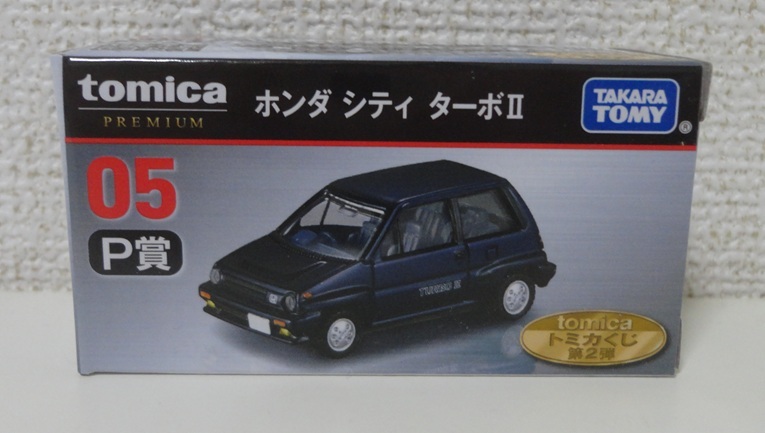 tomica
PREMIUM
ホンダ シティ ターボⅡ
TAKARA
TOMY
®
05
P賞
TURBO Ⅱ
tomica
トミカくじ
第2弾